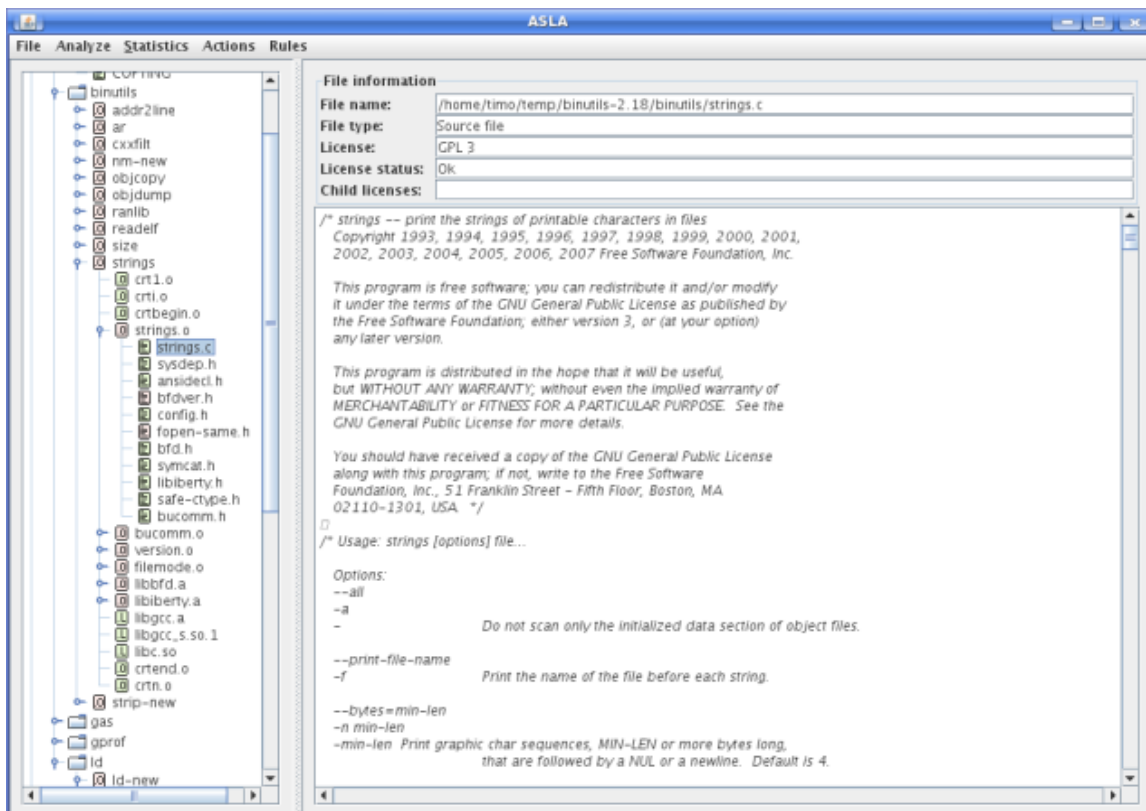 ASLA
File Analyze Statistics Actions Rules
COPYING
binutils
addr2line
ar
cxxfilt
nm-new
objcopy
objdump
ranlib
readelf
size
strings
crt1.o
crti.o
crtbegin.o
strings.o
strings.c
sysdep.h
ansidecl.h
bfdver.h
config.h
fopen-same.h
bfd.h
symcat.h
libiberty.h
safe-ctype.h
bucomm.h
bucomm.o
version.o
filemode.o
libbfd.a
libiberty.a
libgcc.a
libgcc_s.so.1
libc.so
crtend.o
crtn.o
strip-new
gas
gprof
ld
ld-new
File information
File name: /home/timo/temp/binutils-2.18/binutils/strings.c
File type: Source file
License: GPL 3
License status: Ok
Child licenses:
/* strings -- print the strings of printable characters in files
Copyright 1993, 1994, 1995, 1996, 1997, 1998, 1999, 2000, 2001,
2002, 2003, 2004, 2005, 2006, 2007 Free Software Foundation, Inc.
This program is free software; you can redistribute it and/or modify
it under the terms of the GNU General Public License as published by
the Free Software Foundation; either version 3, or (at your option)
any later version.
This program is distributed in the hope that it will be useful,
but WITHOUT ANY WARRANTY; without even the implied warranty of
MERCHANTABILITY or FITNESS FOR A PARTICULAR PURPOSE. See the
GNU General Public License for more details.
You should have received a copy of the GNU General Public License
along with this program; if not, write to the Free Software
Foundation, Inc., 51 Franklin Street - Fifth Floor, Boston, MA
02110-1301, USA. */
/* Usage: strings [options] file...
Options:
--all
-a
- Do not scan only the initialized data section of object files.
--print-file-name
-f Print the name of the file before each string.
--bytes=min-len
-n min-len
-min-len Print graphic char sequences, MIN-LEN or more bytes long,
that are followed by a NUL or a newline. Default is 4.